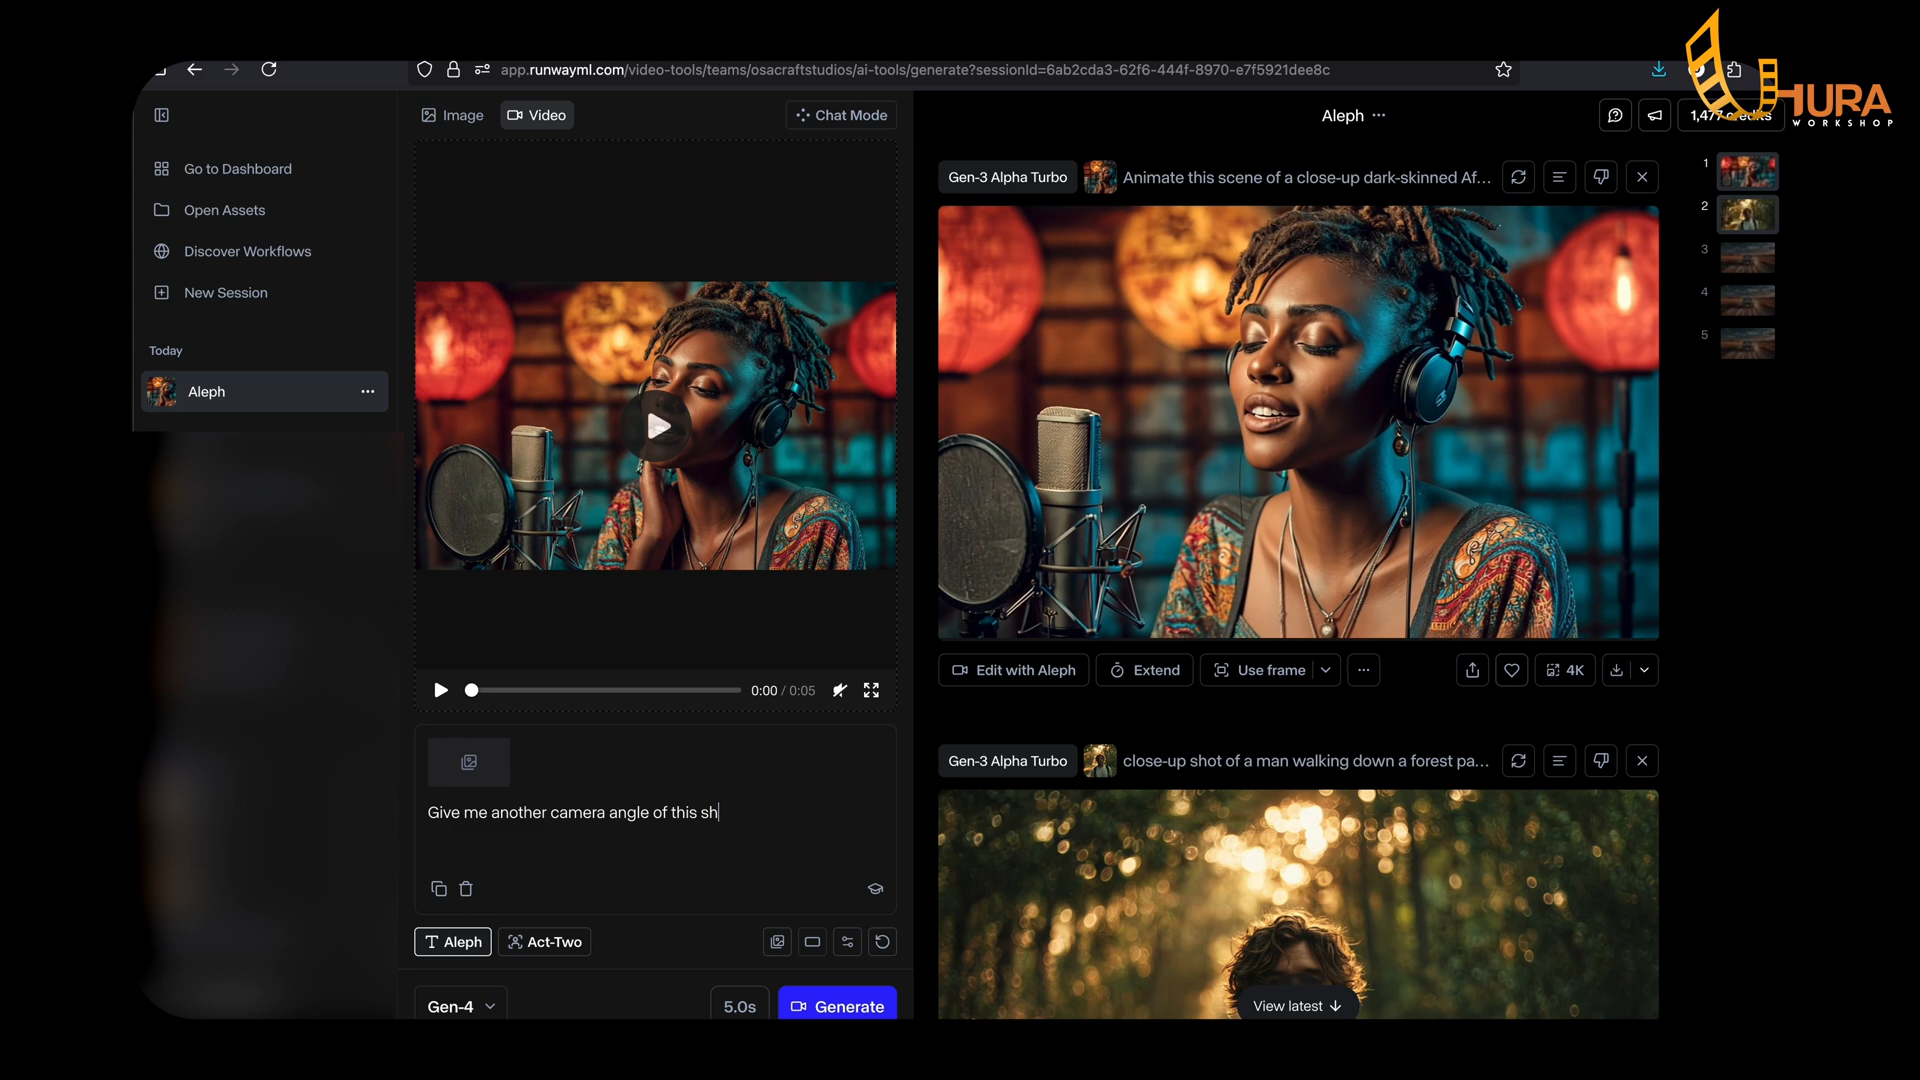 app.runwayml.com/video-tools/teams/osacraftstudios/ai-tools/generate?sessionId=6ab2cda3-62f6-444f-8970-e7f5921dee8c
HURA
WORKSHOP
Go to Dashboard
Open Assets
Discover Workflows
New Session
Today
Aleph
Image
Video
Chat Mode
0:00 / 0:05
Give me another camera angle of this sh
Aleph
Act-Two
Gen-4
5.0s
Generate
Aleph
1,477 credits
Gen-3 Alpha Turbo
Animate this scene of a close-up dark-skinned Af...
Edit with Aleph
Extend
Use frame
4K
Gen-3 Alpha Turbo
close-up shot of a man walking down a forest pa...
View latest
1
2
3
4
5